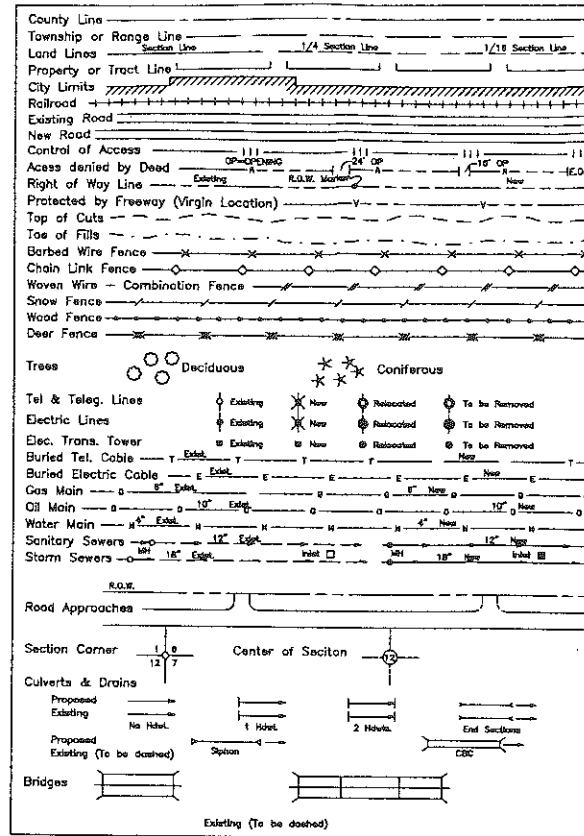 County Line
Township or Range Line
Land Lines Section Line 1/4 Section Line 1/16 Section Line
Property or Tract Line
City Limits
Railroad
Existing Road
New Road
Control of Access
OP=OPENING 24' OP 16' OP
Acess denied by Deed A A A E.O.
Right of Way Line Existing R.O.W. Marker New
Protected by Freeway (Virgin Location) V V
Top of Cuts
Toe of Fills
Barbed Wire Fence
Chain Link Fence
Woven Wire - Combination Fence
Snow Fence
Wood Fence
Deer Fence
Trees Deciduous Coniferous
Tel & Teleg. Lines Existing New Relocated To be Removed
Electric Lines Existing New Relocated To be Removed
Elec. Trans. Tower Existing New Relocated To be Removed
Buried Tel. Cable T Exist. T T T New T
Buried Electric Cable E Exist. E E E E New E
Gas Main G 8" Exist. G G 8" New G G
Oil Main O 10" Exist. O O O O 10" New O
Water Main W 4" Exist. W W W W 4" New W W
Sanitary Sewers 12" Exist. 12" New
Storm Sewers MH 18" Exist. Inlet MH 18" New Inlet
R.O.W.
Road Approaches
Section Corner 1 6 12 7 Center of Seciton 12
Culverts & Drains
Proposed
Existing
No Hdwl. 1 Hdwl. 2 Hdwls. End Sections
Proposed
Existing (To be dashed) Siphon CBC
Bridges
Existing (To be dashed)